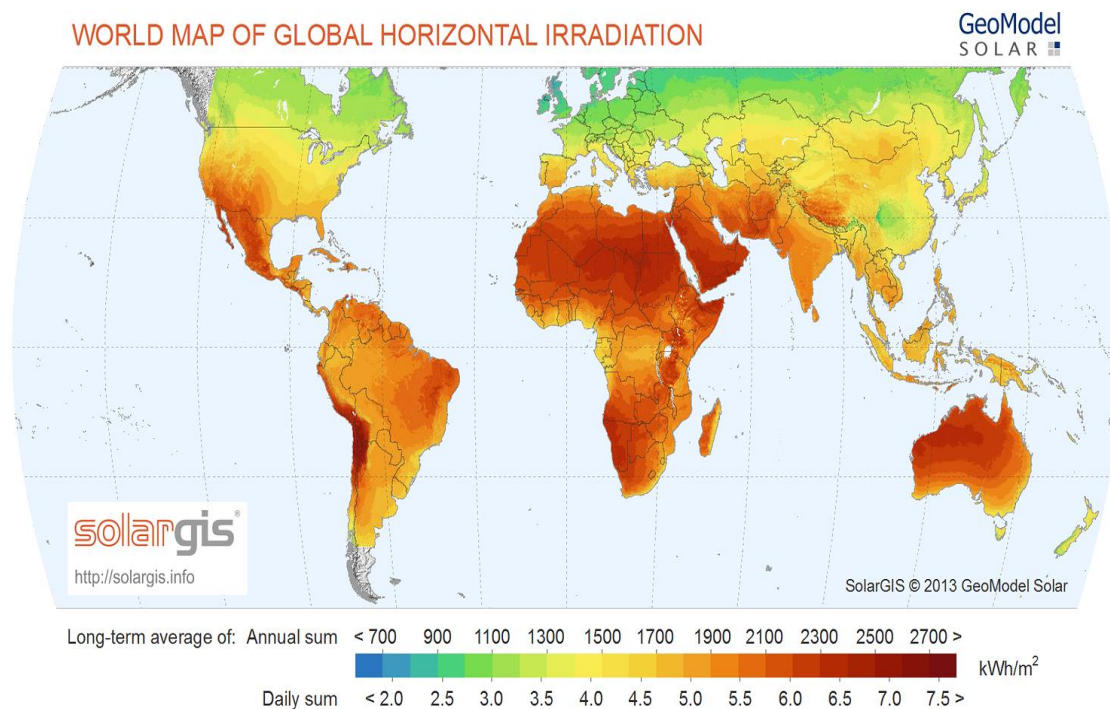 WORLD MAP OF GLOBAL HORIZONTAL IRRADIATION
GeoModel
SOLAR
solargis®
http://solargis.info
SolarGIS © 2013 GeoModel Solar
Long-term average of: Annual sum < 700 900 1100 1300 1500 1700 1900 2100 2300 2500 2700 >
kWh/m²
Daily sum < 2.0 2.5 3.0 3.5 4.0 4.5 5.0 5.5 6.0 6.5 7.0 7.5 >